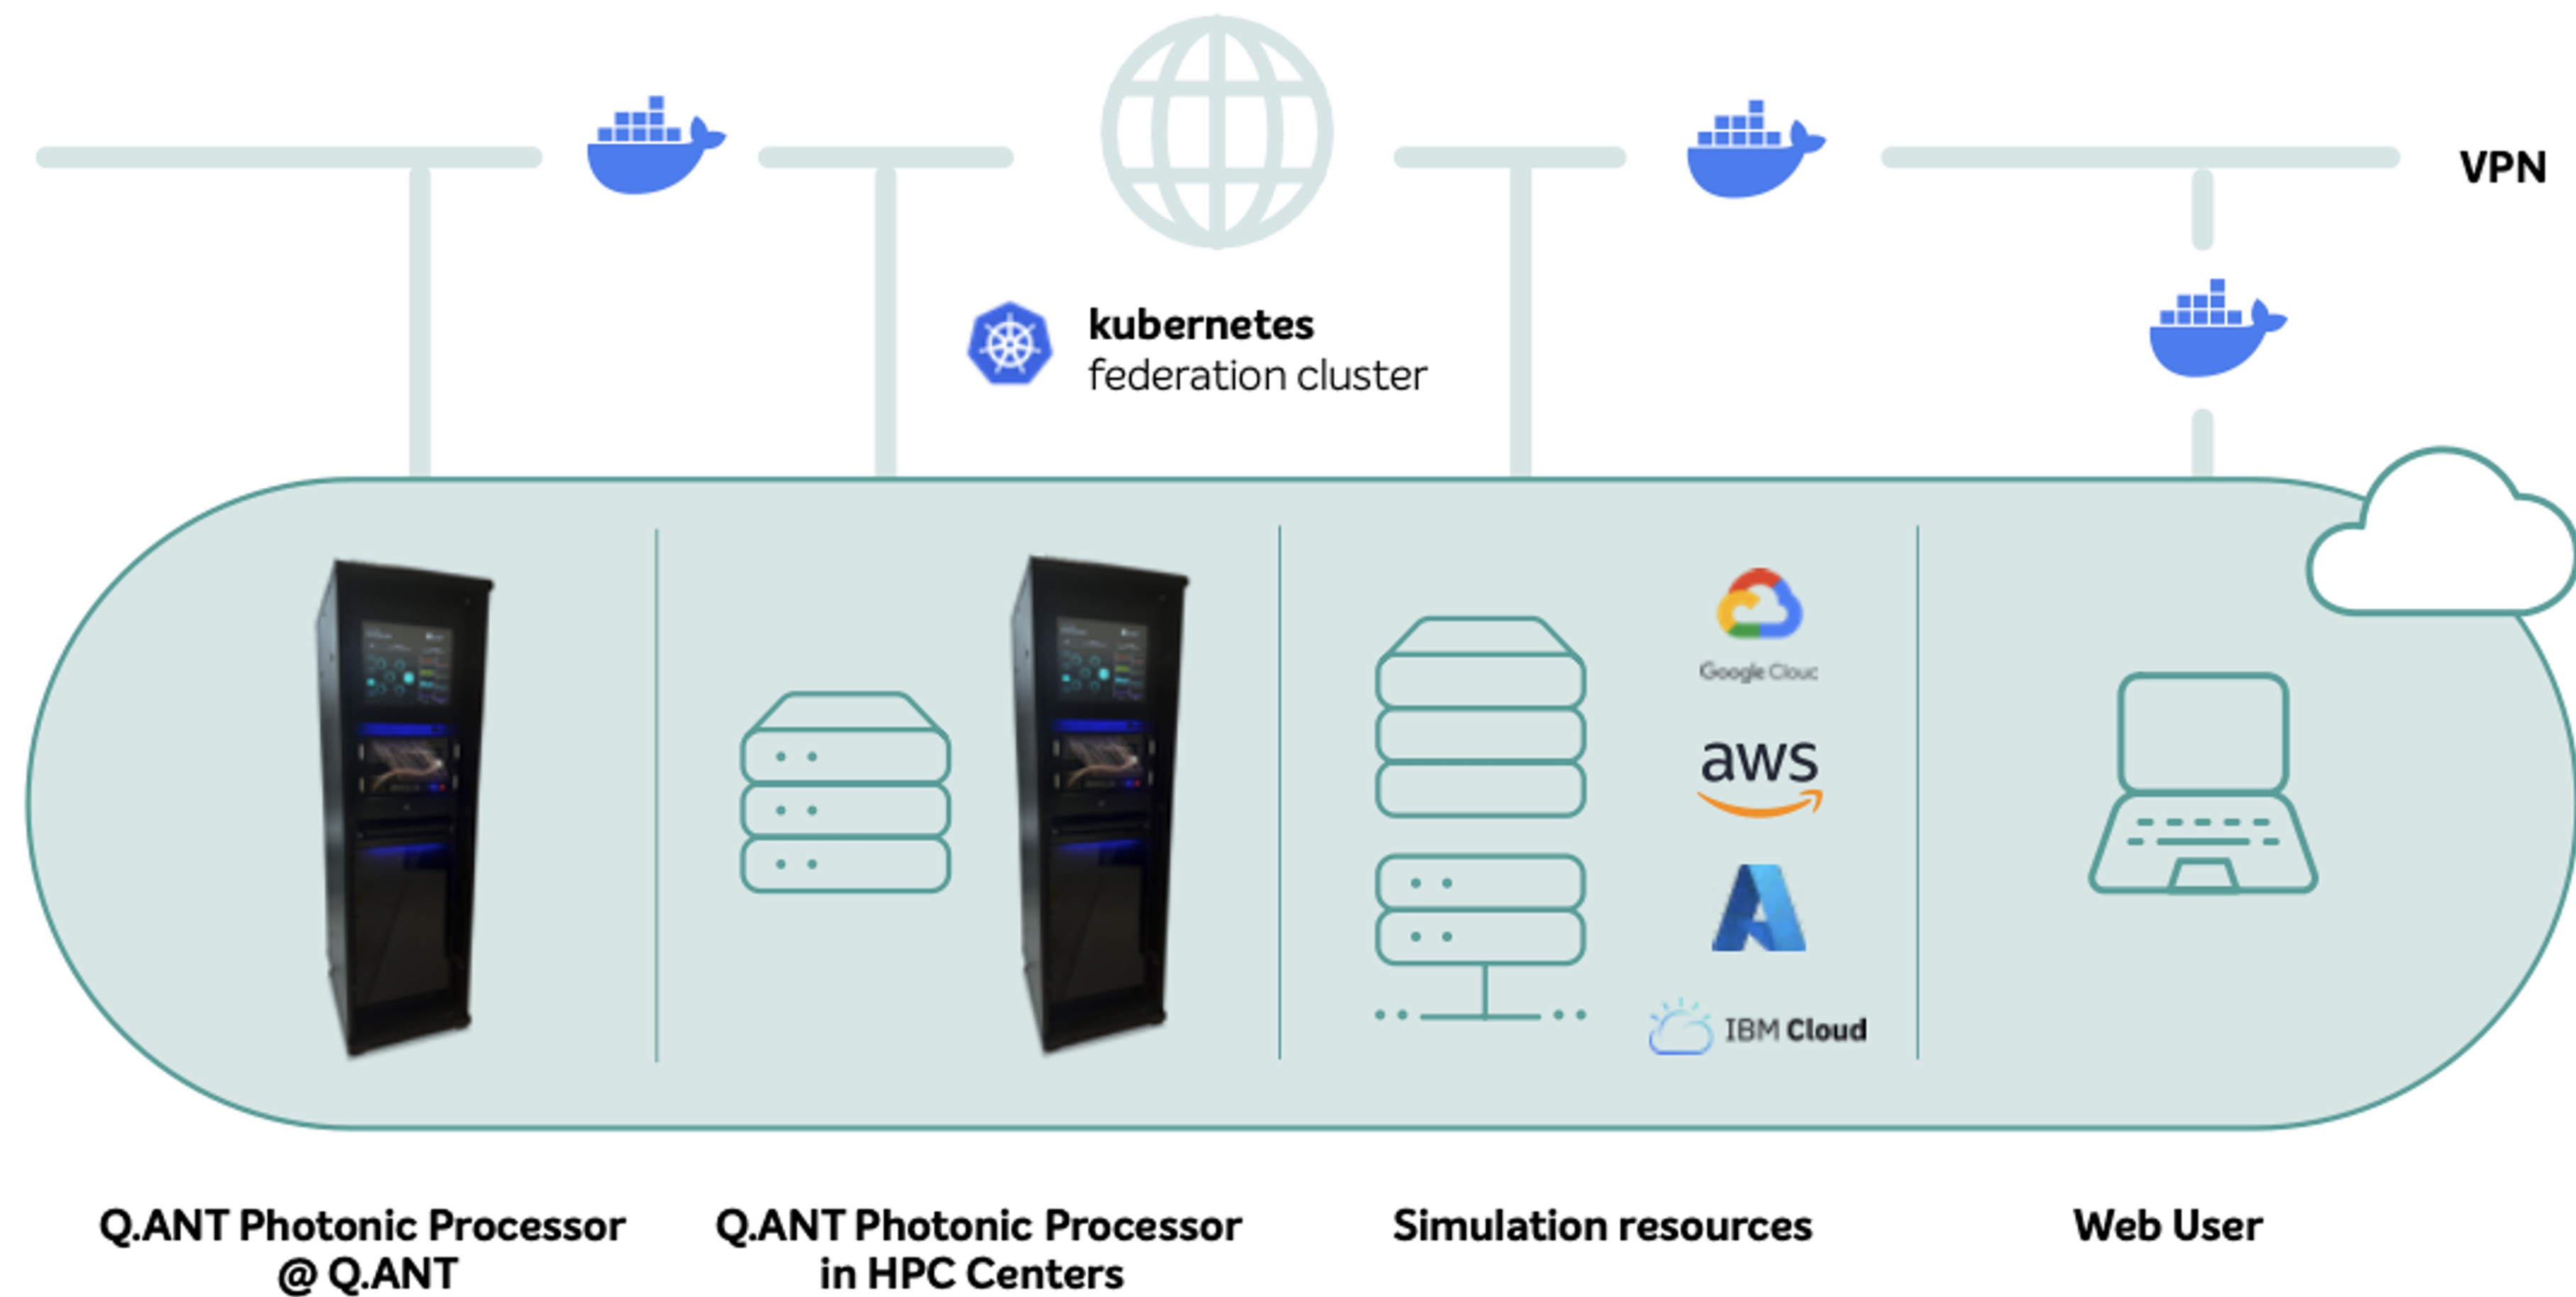 VPN
kubernetes
federation cluster
Google Cloud
aws
IBM Cloud
Q.ANT Photonic Processor
@ Q.ANT
Q.ANT Photonic Processor
in HPC Centers
Simulation resources
Web User